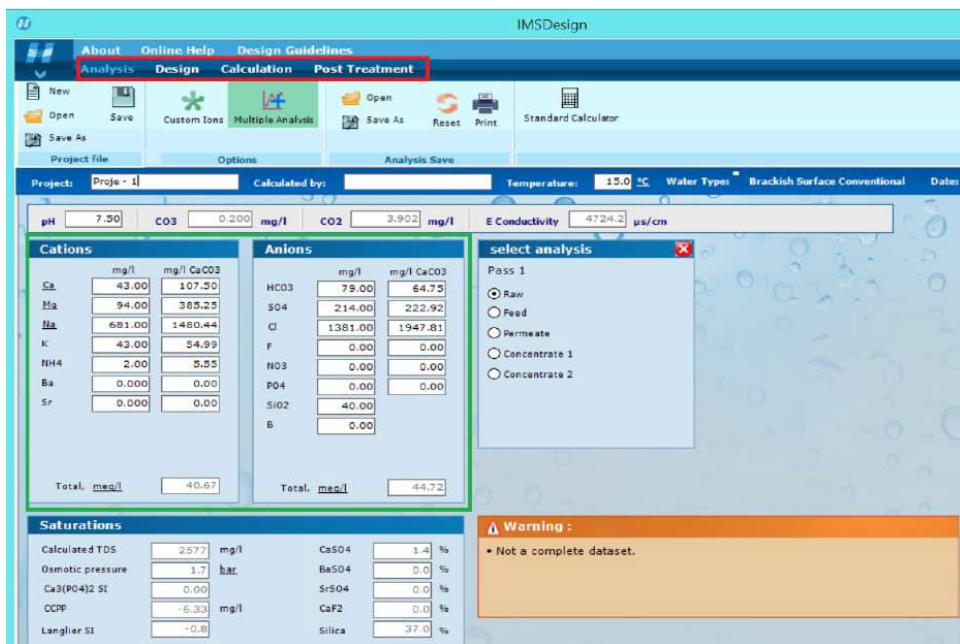 IMSDesign
About Online Help Design Guidelines
Analysis Design Calculation Post Treatment
New
Open
Save As
Save
Project file
Custom Ions
Multiple Analysis
Options
Open
Save As
Reset
Print
Analysis Save
Standard Calculator
Project: Proje - 1 Calculated by: Temperature: 15.0 °C Water Type: Brackish Surface Conventional Date:
pH 7.50 CO3 0.200 mg/l CO2 3.902 mg/l E Conductivity 4724.2 µs/cm
Cations
mg/l mg/l CaCO3
Ca 43.00 107.50
Mg 94.00 385.25
Na 681.00 1480.44
K 43.00 54.99
NH4 2.00 5.55
Ba 0.000 0.00
Sr 0.000 0.00
Total, meq/l 40.67
Anions
mg/l mg/l CaCO3
HCO3 79.00 64.75
SO4 214.00 222.92
Cl 1381.00 1947.81
F 0.00 0.00
NO3 0.00 0.00
PO4 0.00 0.00
SiO2 40.00
B 0.00
Total, meq/l 44.72
select analysis
Pass 1
Raw
Feed
Permeate
Concentrate 1
Concentrate 2
Saturations
Calculated TDS 2577 mg/l CaSO4 1.4 %
Osmotic pressure 1.7 bar BaSO4 0.0 %
Ca3(PO4)2 SI 0.00 SrSO4 0.0 %
CCPP -6.33 mg/l CaF2 0.0 %
Langlier SI -0.8 Silica 37.0 %
Warning :
• Not a complete dataset.